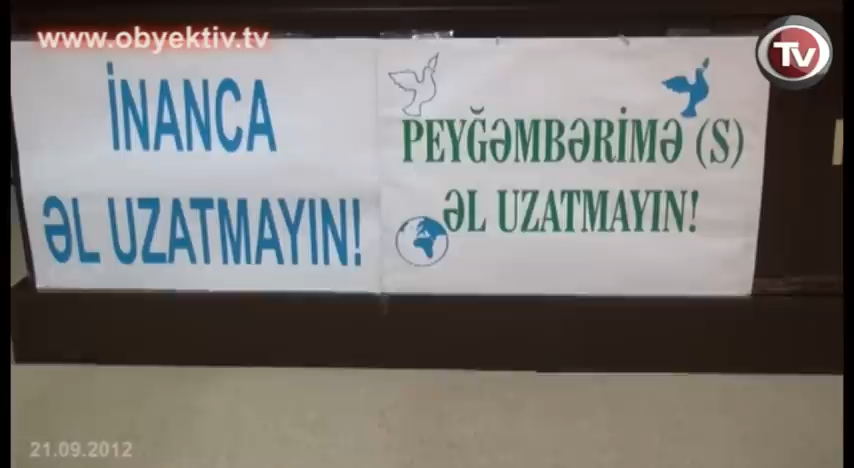 www.obyektiv.tv
TV
İNANCA
ƏL UZATMAYIN!
PEYĞƏMBƏRİMƏ (S)
ƏL UZATMAYIN!
21.09.2012